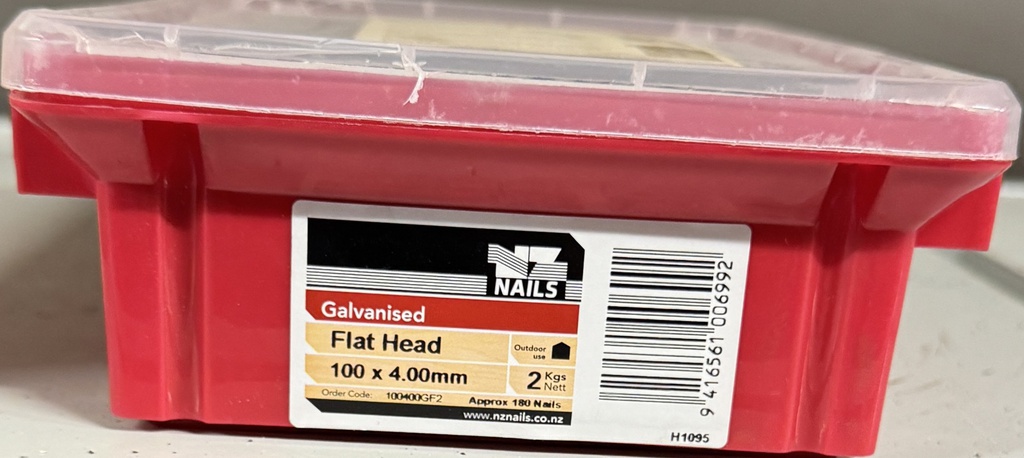 NZ
NAILS
Galvanised
Flat Head
Outdoor
use
100 x 4.00mm
2 Kgs
Nett
Order Code: 100400GF2
Approx 180 Nails
www.nznails.co.nz
9 416561 006992
H1095